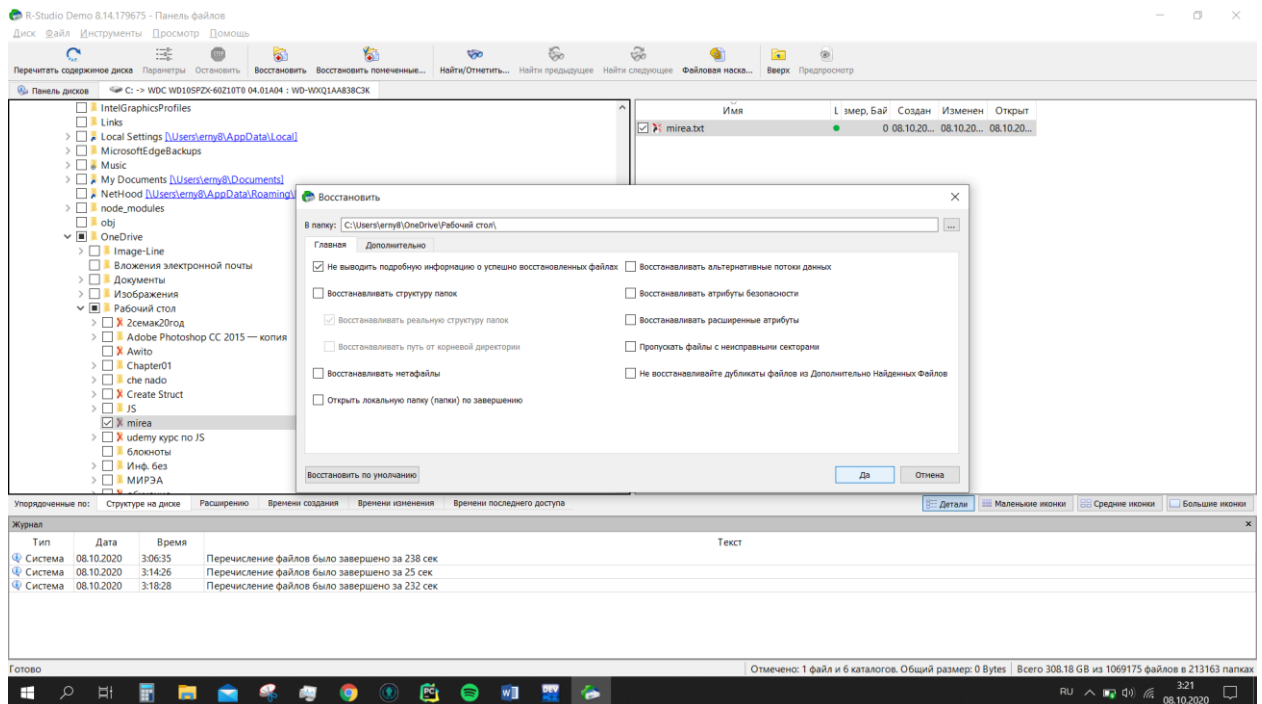 R-Studio Demo 8.14.179675 - Панель файлов
Диск Файл Инструменты Просмотр Помощь
Перечитать содержимое диска Параметры Остановить Восстановить Восстановить помеченные... Найти/Отметить... Найти предыдущее Найти следующее Файловая маска... Вверх Предпросмотр
Панель дисков C: -> WDC WD10SPZX-60Z10T0 04.01A04 : WD-WXQ1AA838C3K
IntelGraphicsProfiles
Links
Local Settings [\Users\erny8\AppData\Local]
MicrosoftEdgeBackups
Music
My Documents [\Users\erny8\Documents]
NetHood [\Users\erny8\AppData\Roaming\
node_modules
obj
OneDrive
Image-Line
Вложения электронной почты
Документы
Изображения
Рабочий стол
2семак20год
Adobe Photoshop CC 2015 — копия
Awito
Chapter01
che nado
Create Struct
JS
mirea
udemy курс по JS
блокноты
Инф. без
МИРЭА
Имя L змер, Бай Создан Изменен Открыт
mirea.txt 0 08.10.20... 08.10.20... 08.10.20...
Восстановить
В папку: C:\Users\erny8\OneDrive\Рабочий стол\ ...
Главная Дополнительно
Не выводить подробную информацию о успешно восстановленных файлах
Восстанавливать структуру папок
Восстанавливать реальную структуру папок
Восстанавливать путь от корневой директории
Восстанавливать метафайлы
Открыть локальную папку (папки) по завершению
Восстанавливать альтернативные потоки данных
Восстанавливать атрибуты безопасности
Восстанавливать расширенные атрибуты
Пропускать файлы с неисправными секторами
Не восстанавливайте дубликаты файлов из Дополнительно Найденных Файлов
Восстановить по умолчанию Да Отмена
Упорядоченные по: Структуре на диске Расширению Времени создания Времени изменения Времени последнего доступа
Детали Маленькие иконки Средние иконки Большие иконки
Журнал
Тип Дата Время Текст
Система 08.10.2020 3:06:35 Перечисление файлов было завершено за 238 сек
Система 08.10.2020 3:14:26 Перечисление файлов было завершено за 25 сек
Система 08.10.2020 3:18:28 Перечисление файлов было завершено за 232 сек
Готово Отмечено: 1 файл и 6 каталогов. Общий размер: 0 Bytes Всего 308.18 GB из 1069175 файлов в 213163 папках
RU 3:21
08.10.2020